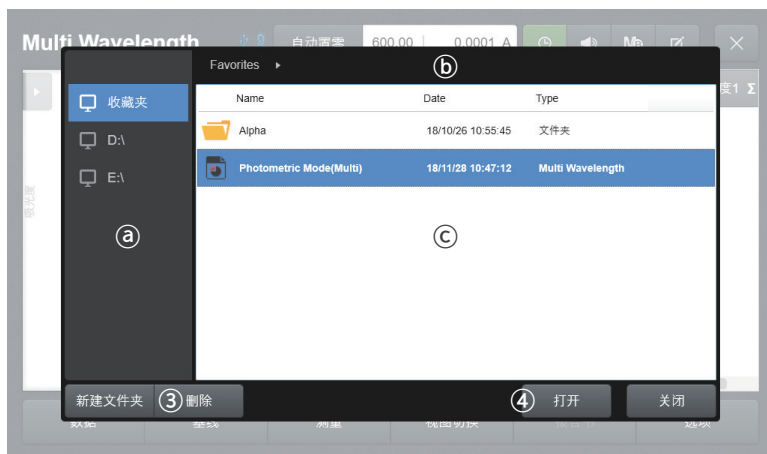 Multi Wavelength 自动置零 600.00 0.0001 A
Favorites ▸ ⓑ
度1 Σ
收藏夹
D:\
E:\
ⓐ
Name Date Type
Alpha 18/10/26 10:55:45 文件夹
Photometric Mode(Multi) 18/11/28 10:47:12 Multi Wavelength
ⓒ
吸光度
新建文件夹 ③ 删除 ④ 打开 关闭
数据 基线 测量 视图切换 选项